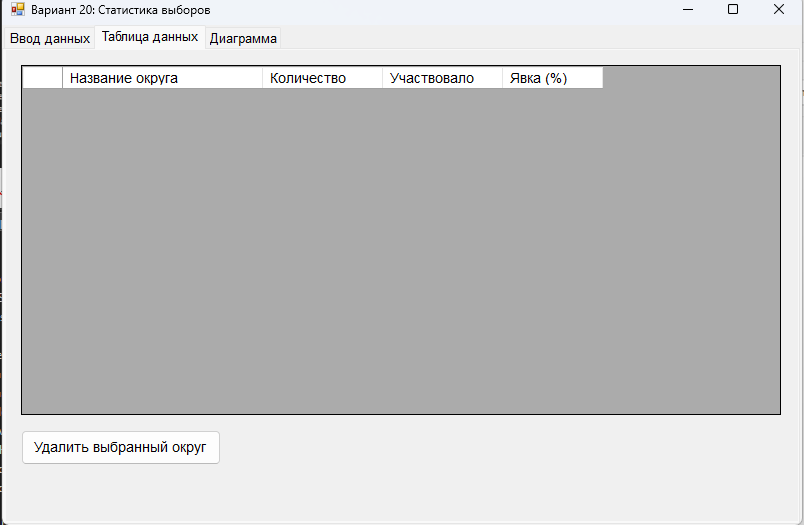 Вариант 20: Статистика выборов
Ввод данных Таблица данных Диаграмма
Название округа Количество Участвовало Явка (%)
Удалить выбранный округ